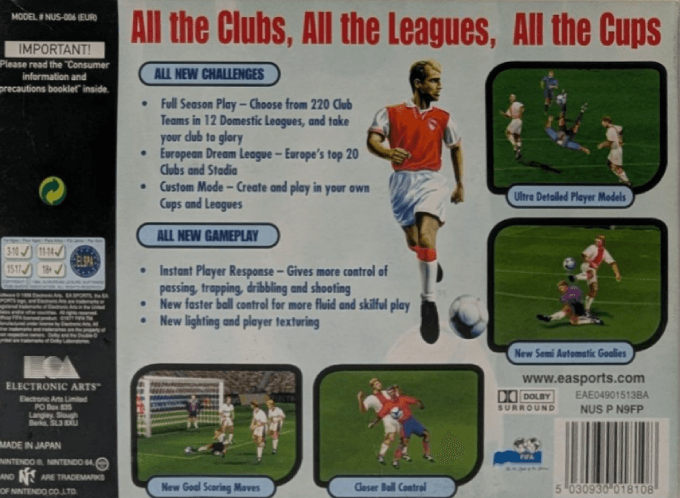 MODEL # NUS-006 (EUR)
IMPORTANT!
Please read the "Consumer
information and
precautions booklet" inside.
3-10
11-14
15-17
18+
ELSPA
ELECTRONIC ARTS™
Electronic Arts Limited
PO Box 835
Langley, Slough
Berks, SL3 8XU
MADE IN JAPAN
NINTENDO ®, NINTENDO 64,
AND ARE TRADEMARKS
OF NINTENDO CO., LTD.
All the Clubs, All the Leagues, All the Cups
ALL NEW CHALLENGES
• Full Season Play – Choose from 220 Club
Teams in 12 Domestic Leagues, and take
your club to glory
• European Dream League – Europe's top 20
Clubs and Stadia
• Custom Mode – Create and play in your own
Cups and Leagues
ALL NEW GAMEPLAY
• Instant Player Response – Gives more control of
passing, trapping, dribbling and shooting
• New faster ball control for more fluid and skilful play
• New lighting and player texturing
Ultra Detailed Player Models
New Semi Automatic Goalies
New Goal Scoring Moves
Closer Ball Control
www.easports.com
DOLBY
SURROUND
EAE04901513BA
NUS P N9FP
FIFA
5 030930 018108